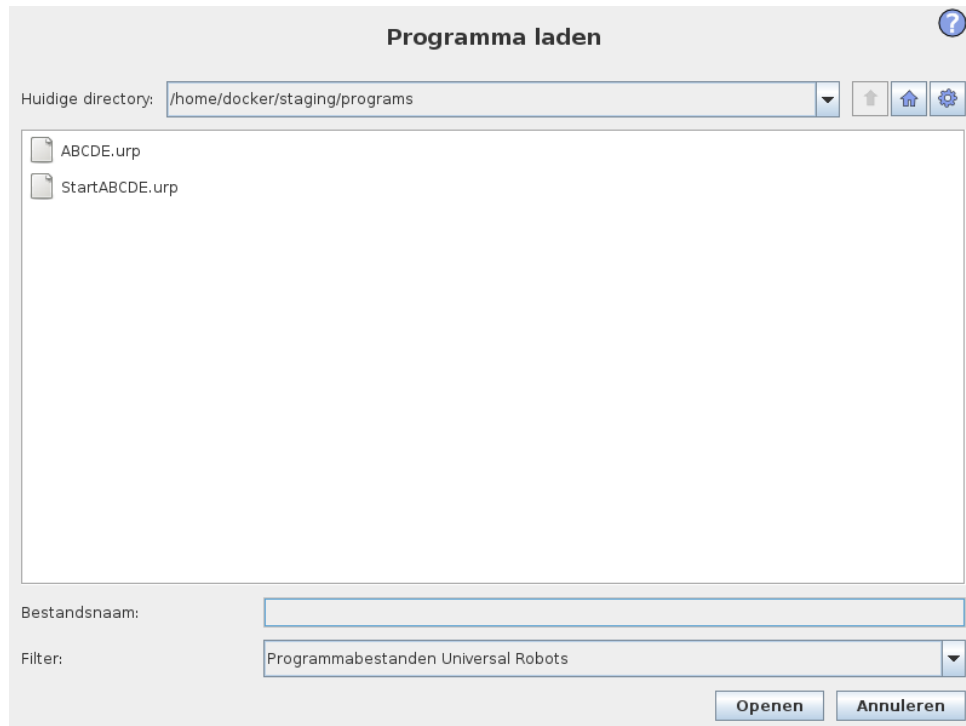 Programma laden
?
Huidige directory: /home/docker/staging/programs
ABCDE.urp
StartABCDE.urp
Bestandsnaam:
Filter: Programmabestanden Universal Robots
Openen Annuleren